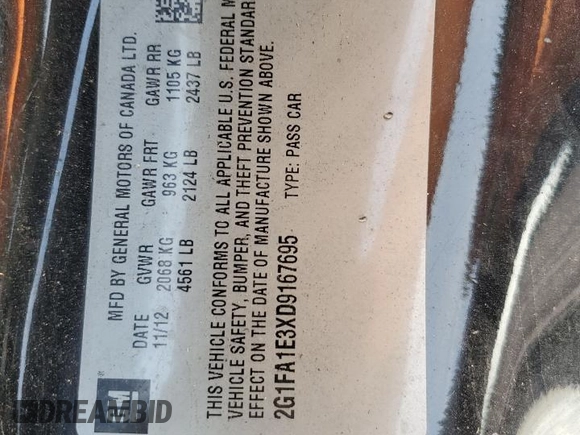 MFD BY GENERAL MOTORS OF CANADA LTD.
DATE GVWR GAWR FRT GAWR RR
11/12 2068 KG 963 KG 1105 KG
4561 LB 2124 LB 2437 LB
THIS VEHICLE CONFORMS TO ALL APPLICABLE U.S. FEDERAL M
VEHICLE SAFETY, BUMPER, AND THEFT PREVENTION STANDAR
EFFECT ON THE DATE OF MANUFACTURE SHOWN ABOVE.
2G1FA1E3XD9167695 TYPE: PASS CAR
GM
DREAMBID